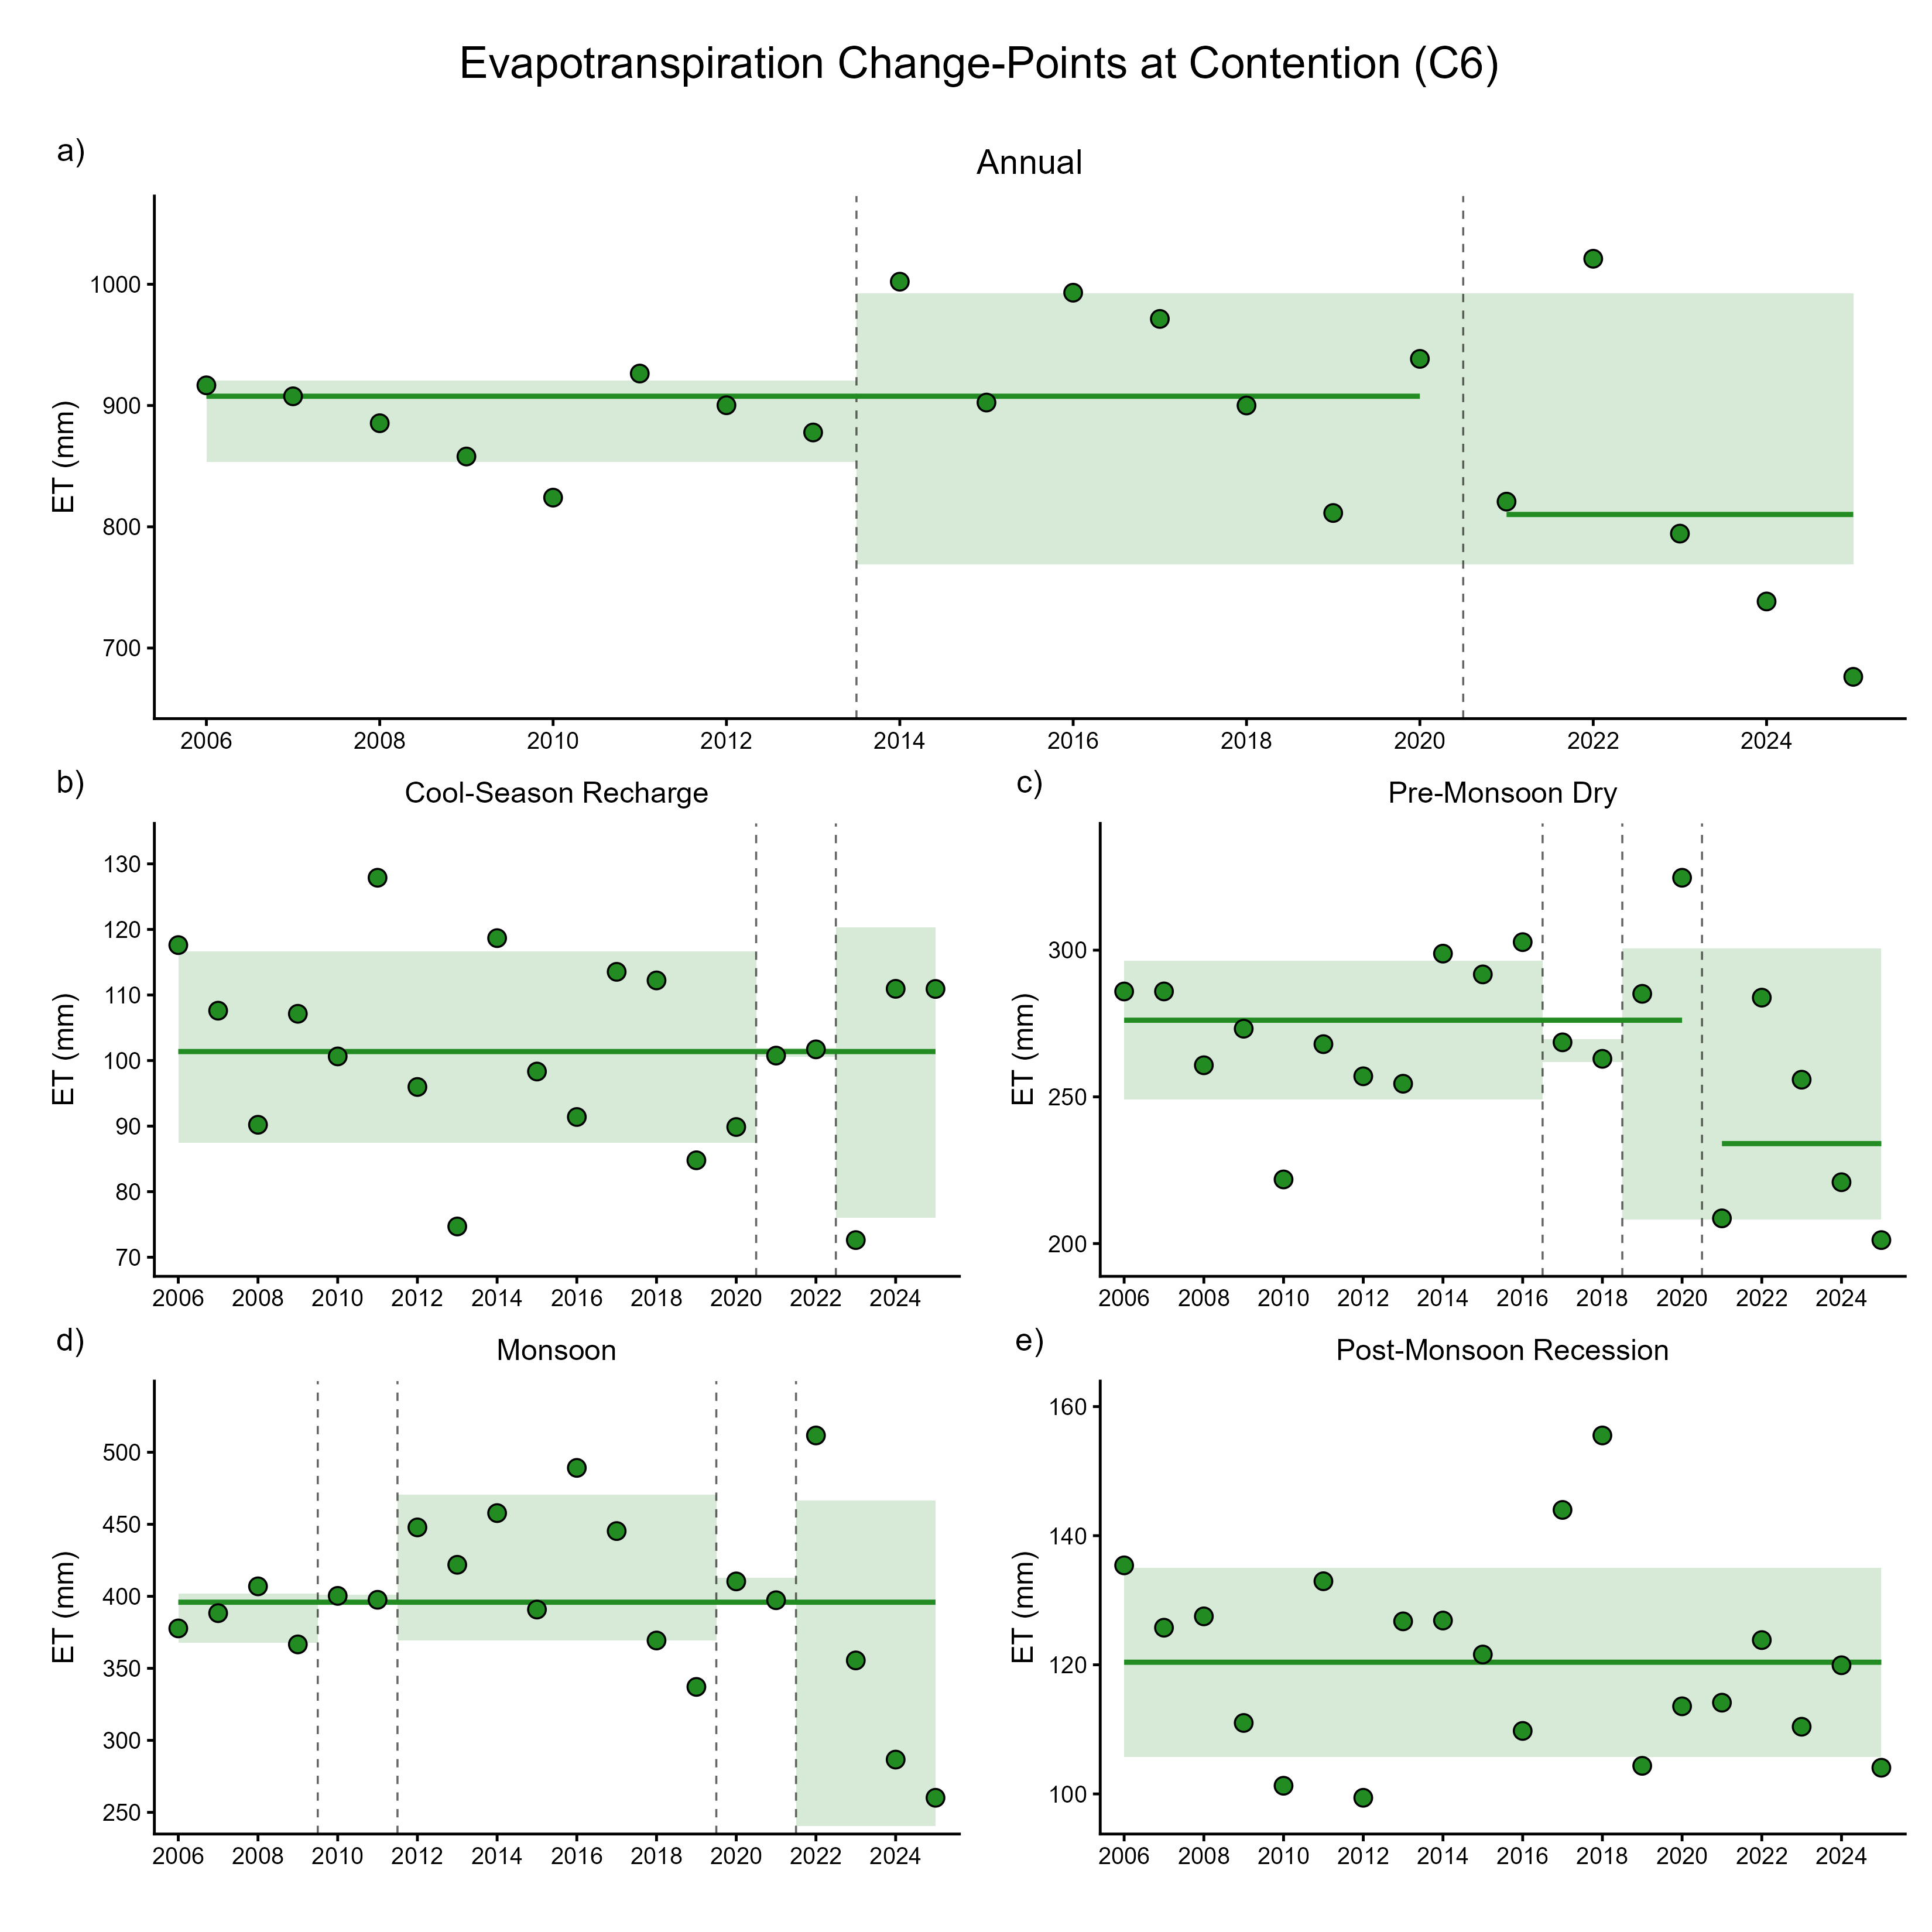 Evapotranspiration Change-Points at Contention (C6)
a)
Annual
ET (mm)
1000
900
800
700
2006 2008 2010 2012 2014 2016 2018 2020 2022 2024
b)
Cool-Season Recharge
ET (mm)
130
120
110
100
90
80
70
2006 2008 2010 2012 2014 2016 2018 2020 2022 2024
c)
Pre-Monsoon Dry
ET (mm)
300
250
200
2006 2008 2010 2012 2014 2016 2018 2020 2022 2024
d)
Monsoon
ET (mm)
500
450
400
350
300
250
2006 2008 2010 2012 2014 2016 2018 2020 2022 2024
e)
Post-Monsoon Recession
ET (mm)
160
140
120
100
2006 2008 2010 2012 2014 2016 2018 2020 2022 2024